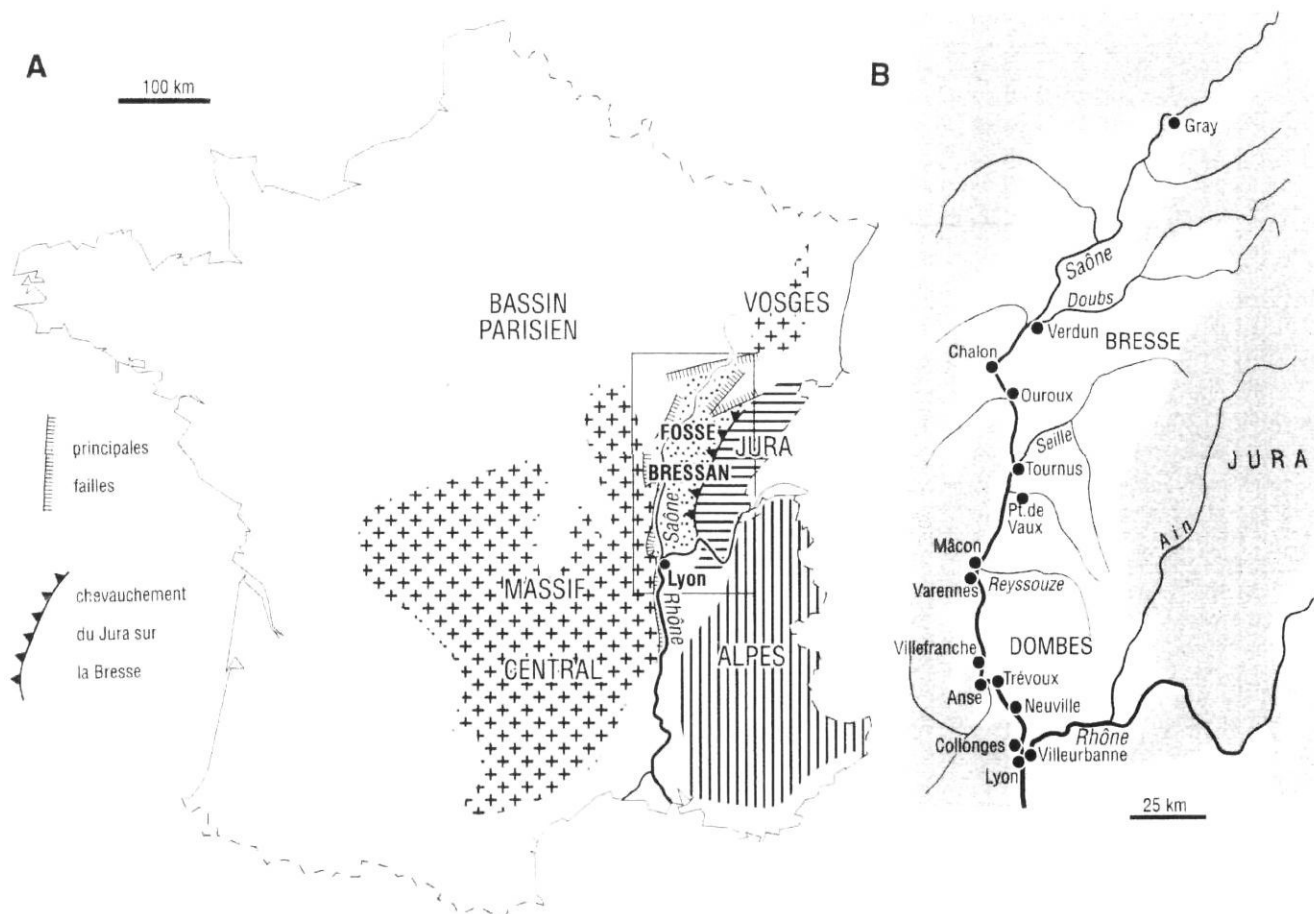 A
100 km
BASSIN
PARISIEN
VOSGES
FOSSE
BRESSAN
JURA
Saône
Lyon
Rhône
MASSIF
CENTRAL
ALPES
principales
failles
chevauchement
du Jura sur
la Bresse
B
Gray
Saône
Doubs
Verdun
BRESSE
Chalon
Ouroux
Seille
Tournus
JURA
Pt. de
Vaux
Ain
Mâcon
Varennes
Reyssouze
Villefranche
DOMBES
Trévoux
Anse
Neuville
Collonges
Rhône
Villeurbanne
Lyon
25 km